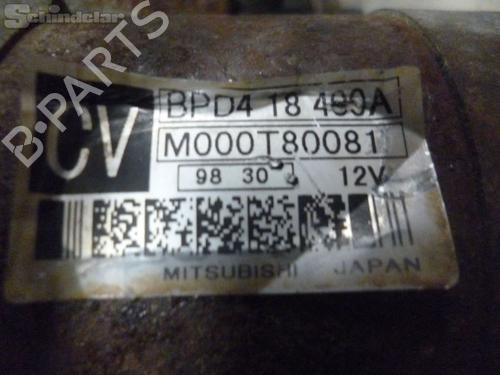 Schindelar
B-PARTS
CV
BPD4 18 400A
M000T80081
98 30
12V
MITSUBISHI JAPAN